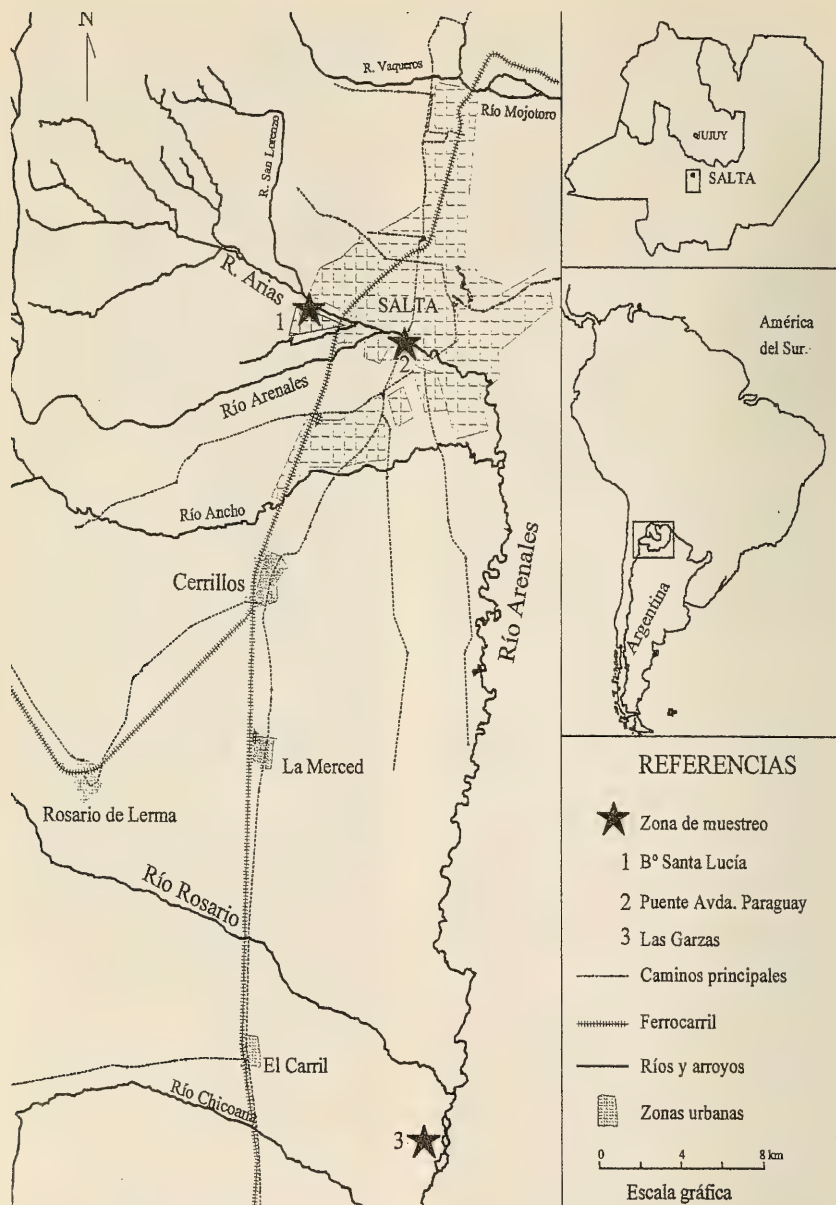 N
R. Vaqueros
Río Mojotoro
R. San Lorenzo
R. Arias
1
SALTA
2
Río Arenales
Río Ancho
Cerrillos
Río Arenales
La Merced
Rosario de Lerma
Río Rosario
El Carril
Río Chicoana
3
JUJUY
SALTA
América
del Sur.
Argentina
REFERENCIAS
Zona de muestreo
1 Bº Santa Lucía
2 Puente Avda. Paraguay
3 Las Garzas
Caminos principales
Ferrocarril
Ríos y arroyos
Zonas urbanas
0 4 8 km
Escala gráfica